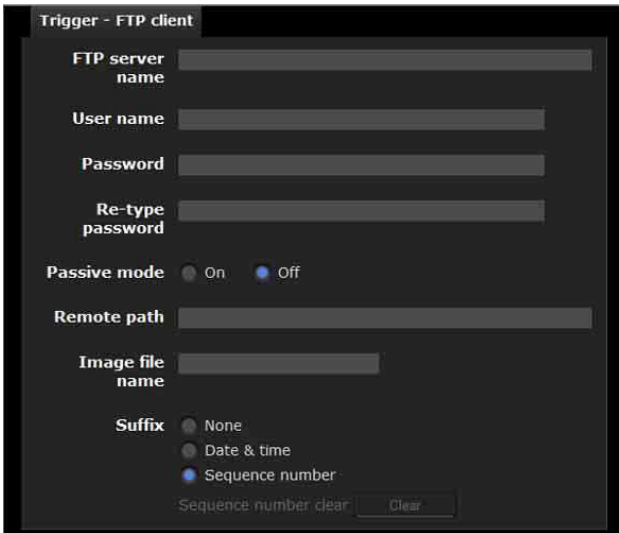 Trigger - FTP client
FTP server
name
User name
Password
Re-type
password
Passive mode On Off
Remote path
Image file
name
Suffix None
Date & time
Sequence number
Sequence number clear Clear